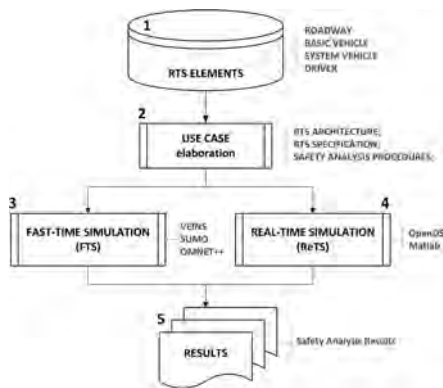 1
ROADWAY
BASIC VEHICLE
SYSTEM VEHICLE
DRIVER
RTS ELEMENTS
2
USE CASE
elaboration
RTS ARCHITECTURE;
RTS SPECIFICATION;
SAFETY ANALYSIS PROCEDURES;
3
FAST-TIME SIMULATION
(FTS)
VEINS
SUMO
OMNET++
4
REAL-TIME SIMULATION
(ReTS)
OpenDS
Matlab
5
RESULTS
Safety Analysis Results